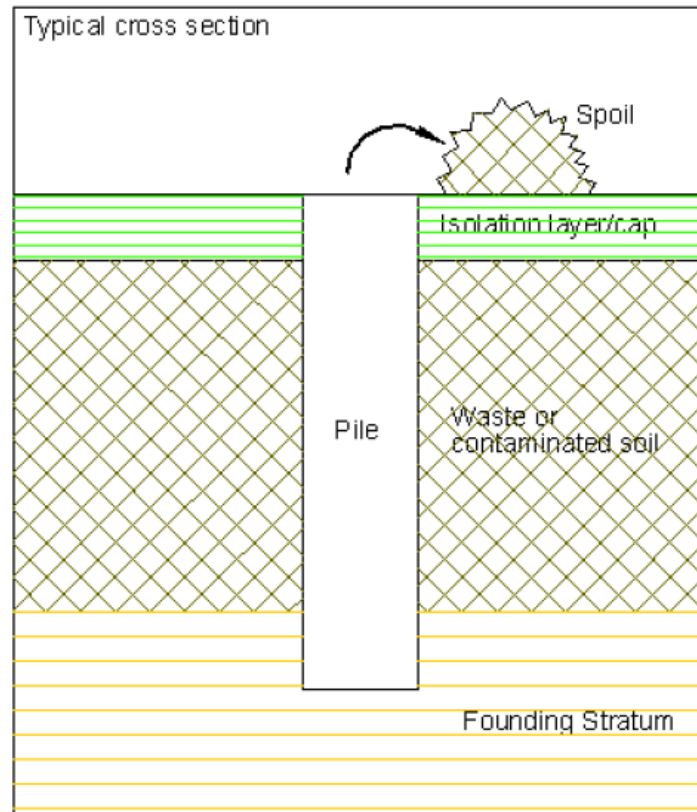 Typical cross section
Spoil
Isolation layer/cap
Pile
Waste or
contaminated soil
Founding Stratum